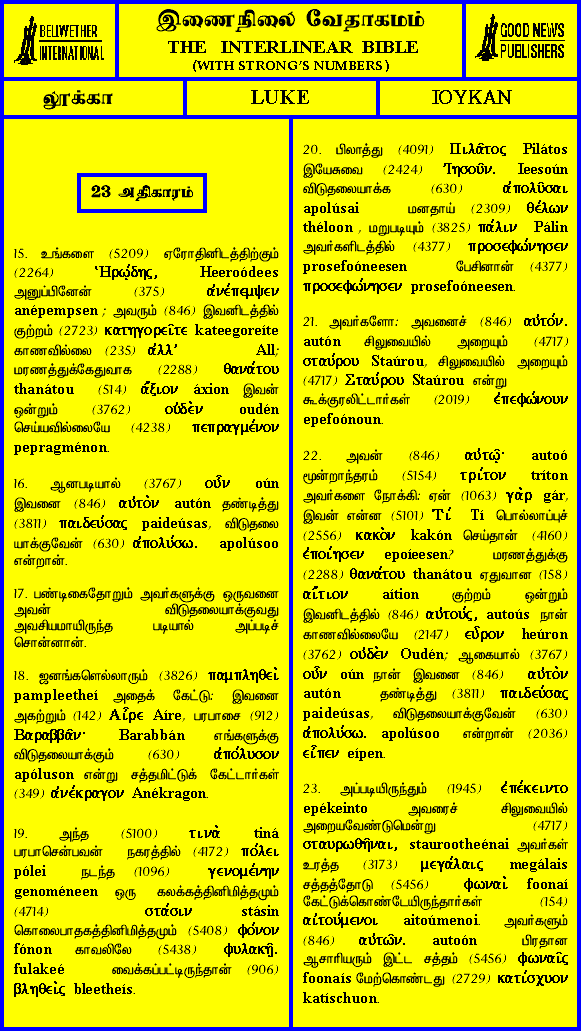 BELLWETHER
INTERNATIONAL
இணைநிலை வேதாகமம்
THE INTERLINEAR BIBLE
(WITH STRONG'S NUMBERS)
GOOD NEWS
PUBLISHERS
லூக்கா
LUKE
ΙΟΥΚΑΝ
23 அதிகாரம்
15. உங்களை (5209) ஏரோதினிடத்திற்கும்
(2264) Ἡρῴδης, Heeroódees
அனுப்பினேன் (375) ἀνέπεμψεν
anépempsen ; அவரும் (846) இவனிடத்தில்
குற்றம் (2723) κατηγορεῖτε kateegoreíte
காணவில்லை (235) ἀλλ' All;
மரணத்துக்கேதுவாக (2288) θανάτου
thanátou (514) ἄξιον áxion இவன்
ஒன்றும் (3762) οὐδὲν oudén
செய்யவில்லையே (4238) πεπραγμένον
pepragménon.
16. ஆனபடியால் (3767) οὖν oún
இவனை (846) αὐτὸν autón தண்டித்து
(3811) παιδεύσας paideúsas, விடுதலை
யாக்குவேன் (630) ἀπολύσω. apolúsoo
என்றான்.
17. பண்டிகைதோறும் அவர்களுக்கு ஒருவனை
அவன் விடுதலையாக்குவது
அவசியமாயிருந்த படியால் அப்படிச்
சொன்னான்.
18. ஜனங்களெல்லாரும் (3826) παμπληθεὶ
pampleetheí அதைக் கேட்டு: இவனை
அகற்றும் (142) Αἶρε Aíre, பரபாசை (912)
Βαραββᾶν· Barabbán எங்களுக்கு
விடுதலையாக்கும் (630) ἀπόλυσον
apóluson என்று சத்தமிட்டுக் கேட்டார்கள்
(349) ἀνέκραγον Anékragon.
19. அந்த (5100) τινὰ tiná
பரபாசென்பவன் நகரத்தில் (4172) πόλει
pólei நடந்த (1096) γενομένην
genoméneen ஒரு கலக்கத்தினிமித்தமும்
(4714) στάσιν stásin
கொலைபாதகத்தினிமித்தமும் (5408) φόνον
fónon காவலிலே (5438) φυλακῇ.
fulakeé வைக்கப்பட்டிருந்தான் (906)
βληθεὶς bleetheís.
20. பிலாத்து (4091) Πιλᾶτος Pilátos
இயேசுவை (2424) Ἰησοῦν. Ieesoún
விடுதலையாக்க (630) ἀπολῦσαι
apolúsai மனதாய் (2309) θέλων
théloon , மறுபடியும் (3825) πάλιν Pálin
அவர்களிடத்தில் (4377) προσεφώνησεν
prosefoóneesen பேசினான் (4377)
προσεφώνησεν prosefoóneesen.
21. அவர்களோ: அவனைச் (846) αὐτόν.
autón சிலுவையில் அறையும் (4717)
σταύρου Staúrou, சிலுவையில் அறையும்
(4717) Σταύρου Staúrou என்று
கூக்குரலிட்டார்கள் (2019) ἐπεφώνουν
epefoónoun.
22. அவன் (846) αὐτῷ· autoó
மூன்றாந்தரம் (5154) τρίτον tríton
அவர்களை நோக்கி: ஏன் (1063) γὰρ gár,
இவன் என்ன (5101) Τί Tí பொல்லாப்புச்
(2556) κακὸν kakón செய்தான் (4160)
ἐποίησεν epoíeesen? மரணத்துக்கு
(2288) θανάτου thanátou ஏதுவான (158)
αἴτιον aítion குற்றம் ஒன்றும்
இவனிடத்தில் (846) αὐτούς, autoús நான்
காணவில்லையே (2147) εὗρον heúron
(3762) οὐδὲν Oudén; ஆகையால் (3767)
οὖν oún நான் இவனை (846) αὐτὸν
autón தண்டித்து (3811) παιδεύσας
paideúsas, விடுதலையாக்குவேன் (630)
ἀπολύσω. apolúsoo என்றான் (2036)
εἶπεν eípen.
23. அப்படியிருந்தும் (1945) ἐπέκειντο
epékeinto அவரைச் சிலுவையில்
அறையவேண்டுமென்று (4717)
σταυρωθῆναι, staurootheénai அவர்கள்
உரத்த (3173) μεγάλαις megálais
சத்தத்தோடு (5456) φωναὶ foonaí
கேட்டுக்கொண்டேயிருந்தார்கள் (154)
αἰτούμενοι aitoúmenoi அவர்களும்
(846) αὐτῶν. autoón பிரதான
ஆசாரியரும் இட்ட சத்தம் (5456) φωναῖς
foonaís மேற்கொண்டது (2729) κατίσχυον
katíschuon.